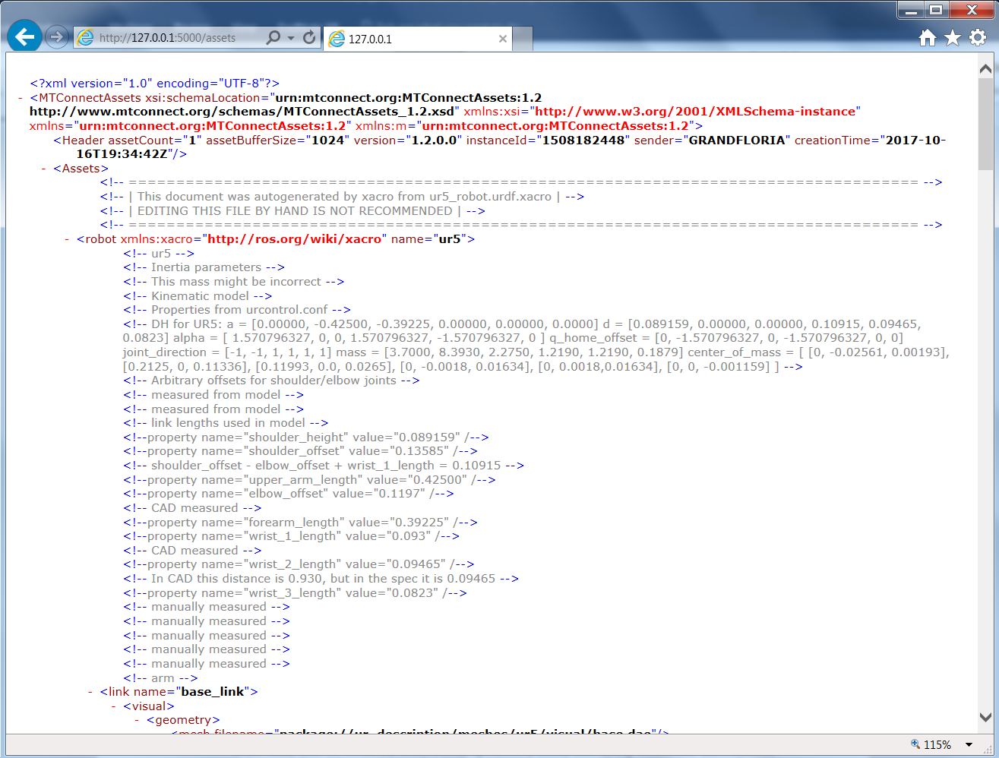 http://127.0.0.1:5000/assets
127.0.0.1
<?xml version="1.0" encoding="UTF-8"?>
- <MTConnectAssets xsi:schemaLocation="urn:mtconnect.org:MTConnectAssets:1.2
http://www.mtconnect.org/schemas/MTConnectAssets_1.2.xsd" xmlns:xsi="http://www.w3.org/2001/XMLSchema-instance"
xmlns="urn:mtconnect.org:MTConnectAssets:1.2" xmlns:m="urn:mtconnect.org:MTConnectAssets:1.2">
<Header assetCount="1" assetBufferSize="1024" version="1.2.0.0" instanceId="1508182448" sender="GRANDFLORIA" creationTime="2017-10-
16T19:34:42Z"/>
- <Assets>
<!-- =================================================================================== -->
<!-- | This document was autogenerated by xacro from ur5_robot.urdf.xacro | -->
<!-- | EDITING THIS FILE BY HAND IS NOT RECOMMENDED | -->
<!-- =================================================================================== -->
- <robot xmlns:xacro="http://ros.org/wiki/xacro" name="ur5">
<!-- ur5 -->
<!-- Inertia parameters -->
<!-- This mass might be incorrect -->
<!-- Kinematic model -->
<!-- Properties from urcontrol.conf -->
<!-- DH for UR5: a = [0.00000, -0.42500, -0.39225, 0.00000, 0.00000, 0.0000] d = [0.089159, 0.00000, 0.00000, 0.10915, 0.09465,
0.0823] alpha = [ 1.570796327, 0, 0, 1.570796327, -1.570796327, 0 ] q_home_offset = [0, -1.570796327, 0, -1.570796327, 0, 0]
joint_direction = [-1, -1, 1, 1, 1, 1] mass = [3.7000, 8.3930, 2.2750, 1.2190, 1.2190, 0.1879] center_of_mass = [ [0, -0.02561, 0.00193],
[0.2125, 0, 0.11336], [0.11993, 0.0, 0.0265], [0, -0.0018, 0.01634], [0, 0.0018,0.01634], [0, 0, -0.001159] ] -->
<!-- Arbitrary offsets for shoulder/elbow joints -->
<!-- measured from model -->
<!-- measured from model -->
<!-- link lengths used in model -->
<!--property name="shoulder_height" value="0.089159" /-->
<!--property name="shoulder_offset" value="0.13585" /-->
<!-- shoulder_offset - elbow_offset + wrist_1_length = 0.10915 -->
<!--property name="upper_arm_length" value="0.42500" /-->
<!--property name="elbow_offset" value="0.1197" /-->
<!-- CAD measured -->
<!--property name="forearm_length" value="0.39225" /-->
<!--property name="wrist_1_length" value="0.093" /-->
<!-- CAD measured -->
<!--property name="wrist_2_length" value="0.09465" /-->
<!-- In CAD this distance is 0.930, but in the spec it is 0.09465 -->
<!--property name="wrist_3_length" value="0.0823" /-->
<!-- manually measured -->
<!-- manually measured -->
<!-- manually measured -->
<!-- manually measured -->
<!-- manually measured -->
<!-- arm -->
- <link name="base_link">
- <visual>
- <geometry>
<mesh filename="package://ur_description/meshes/ur5/visual/base.dae"/>
115%